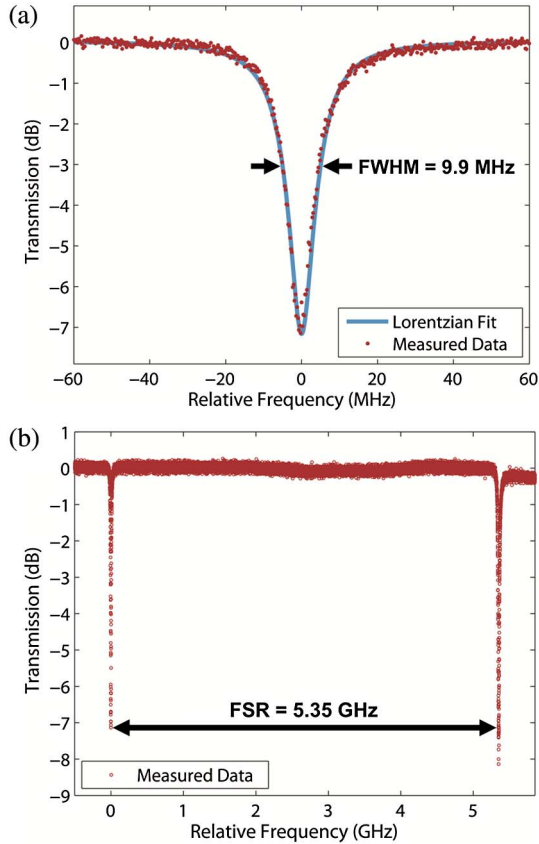 (a)
0
−1
−2
−3
−4
−5
−6
−7
Transmission (dB)
FWHM = 9.9 MHz
Lorentzian Fit
Measured Data
−60
−40
−20
0
20
40
60
Relative Frequency (MHz)
(b)
1
0
−1
−2
−3
−4
−5
−6
−7
−8
−9
Transmission (dB)
FSR = 5.35 GHz
Measured Data
0
1
2
3
4
5
Relative Frequency (GHz)